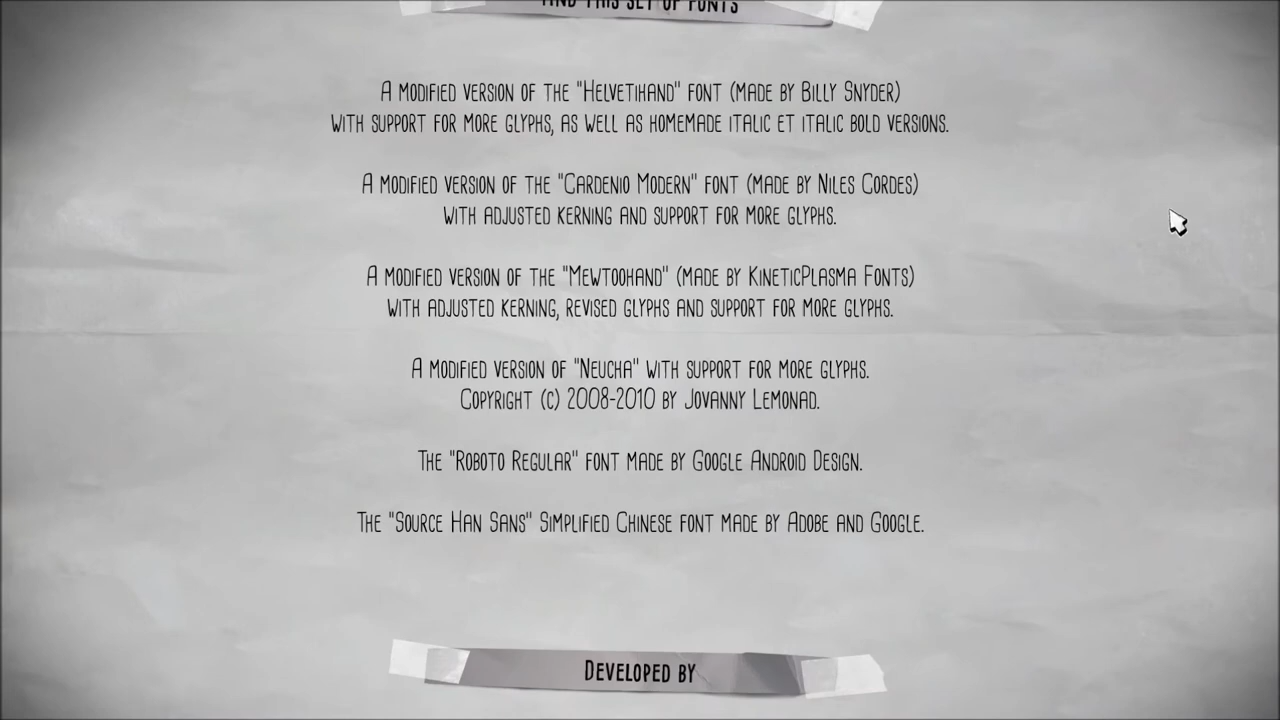 AND THIS SET OF FONTS
A MODIFIED VERSION OF THE "HELVETIHAND" FONT (MADE BY BILLY SNYDER)
WITH SUPPORT FOR MORE GLYPHS, AS WELL AS HOMEMADE ITALIC ET ITALIC BOLD VERSIONS.
A MODIFIED VERSION OF THE "CARDENIO MODERN" FONT (MADE BY NILES CORDES)
WITH ADJUSTED KERNING AND SUPPORT FOR MORE GLYPHS.
A MODIFIED VERSION OF THE "MEWTOOHAND" (MADE BY KINETICPLASMA FONTS)
WITH ADJUSTED KERNING, REVISED GLYPHS AND SUPPORT FOR MORE GLYPHS.
A MODIFIED VERSION OF "NEUCHA" WITH SUPPORT FOR MORE GLYPHS.
COPYRIGHT (C) 2008-2010 BY JOVANNY LEMONAD.
THE "ROBOTO REGULAR" FONT MADE BY GOOGLE ANDROID DESIGN.
THE "SOURCE HAN SANS" SIMPLIFIED CHINESE FONT MADE BY ADOBE AND GOOGLE.
DEVELOPED BY